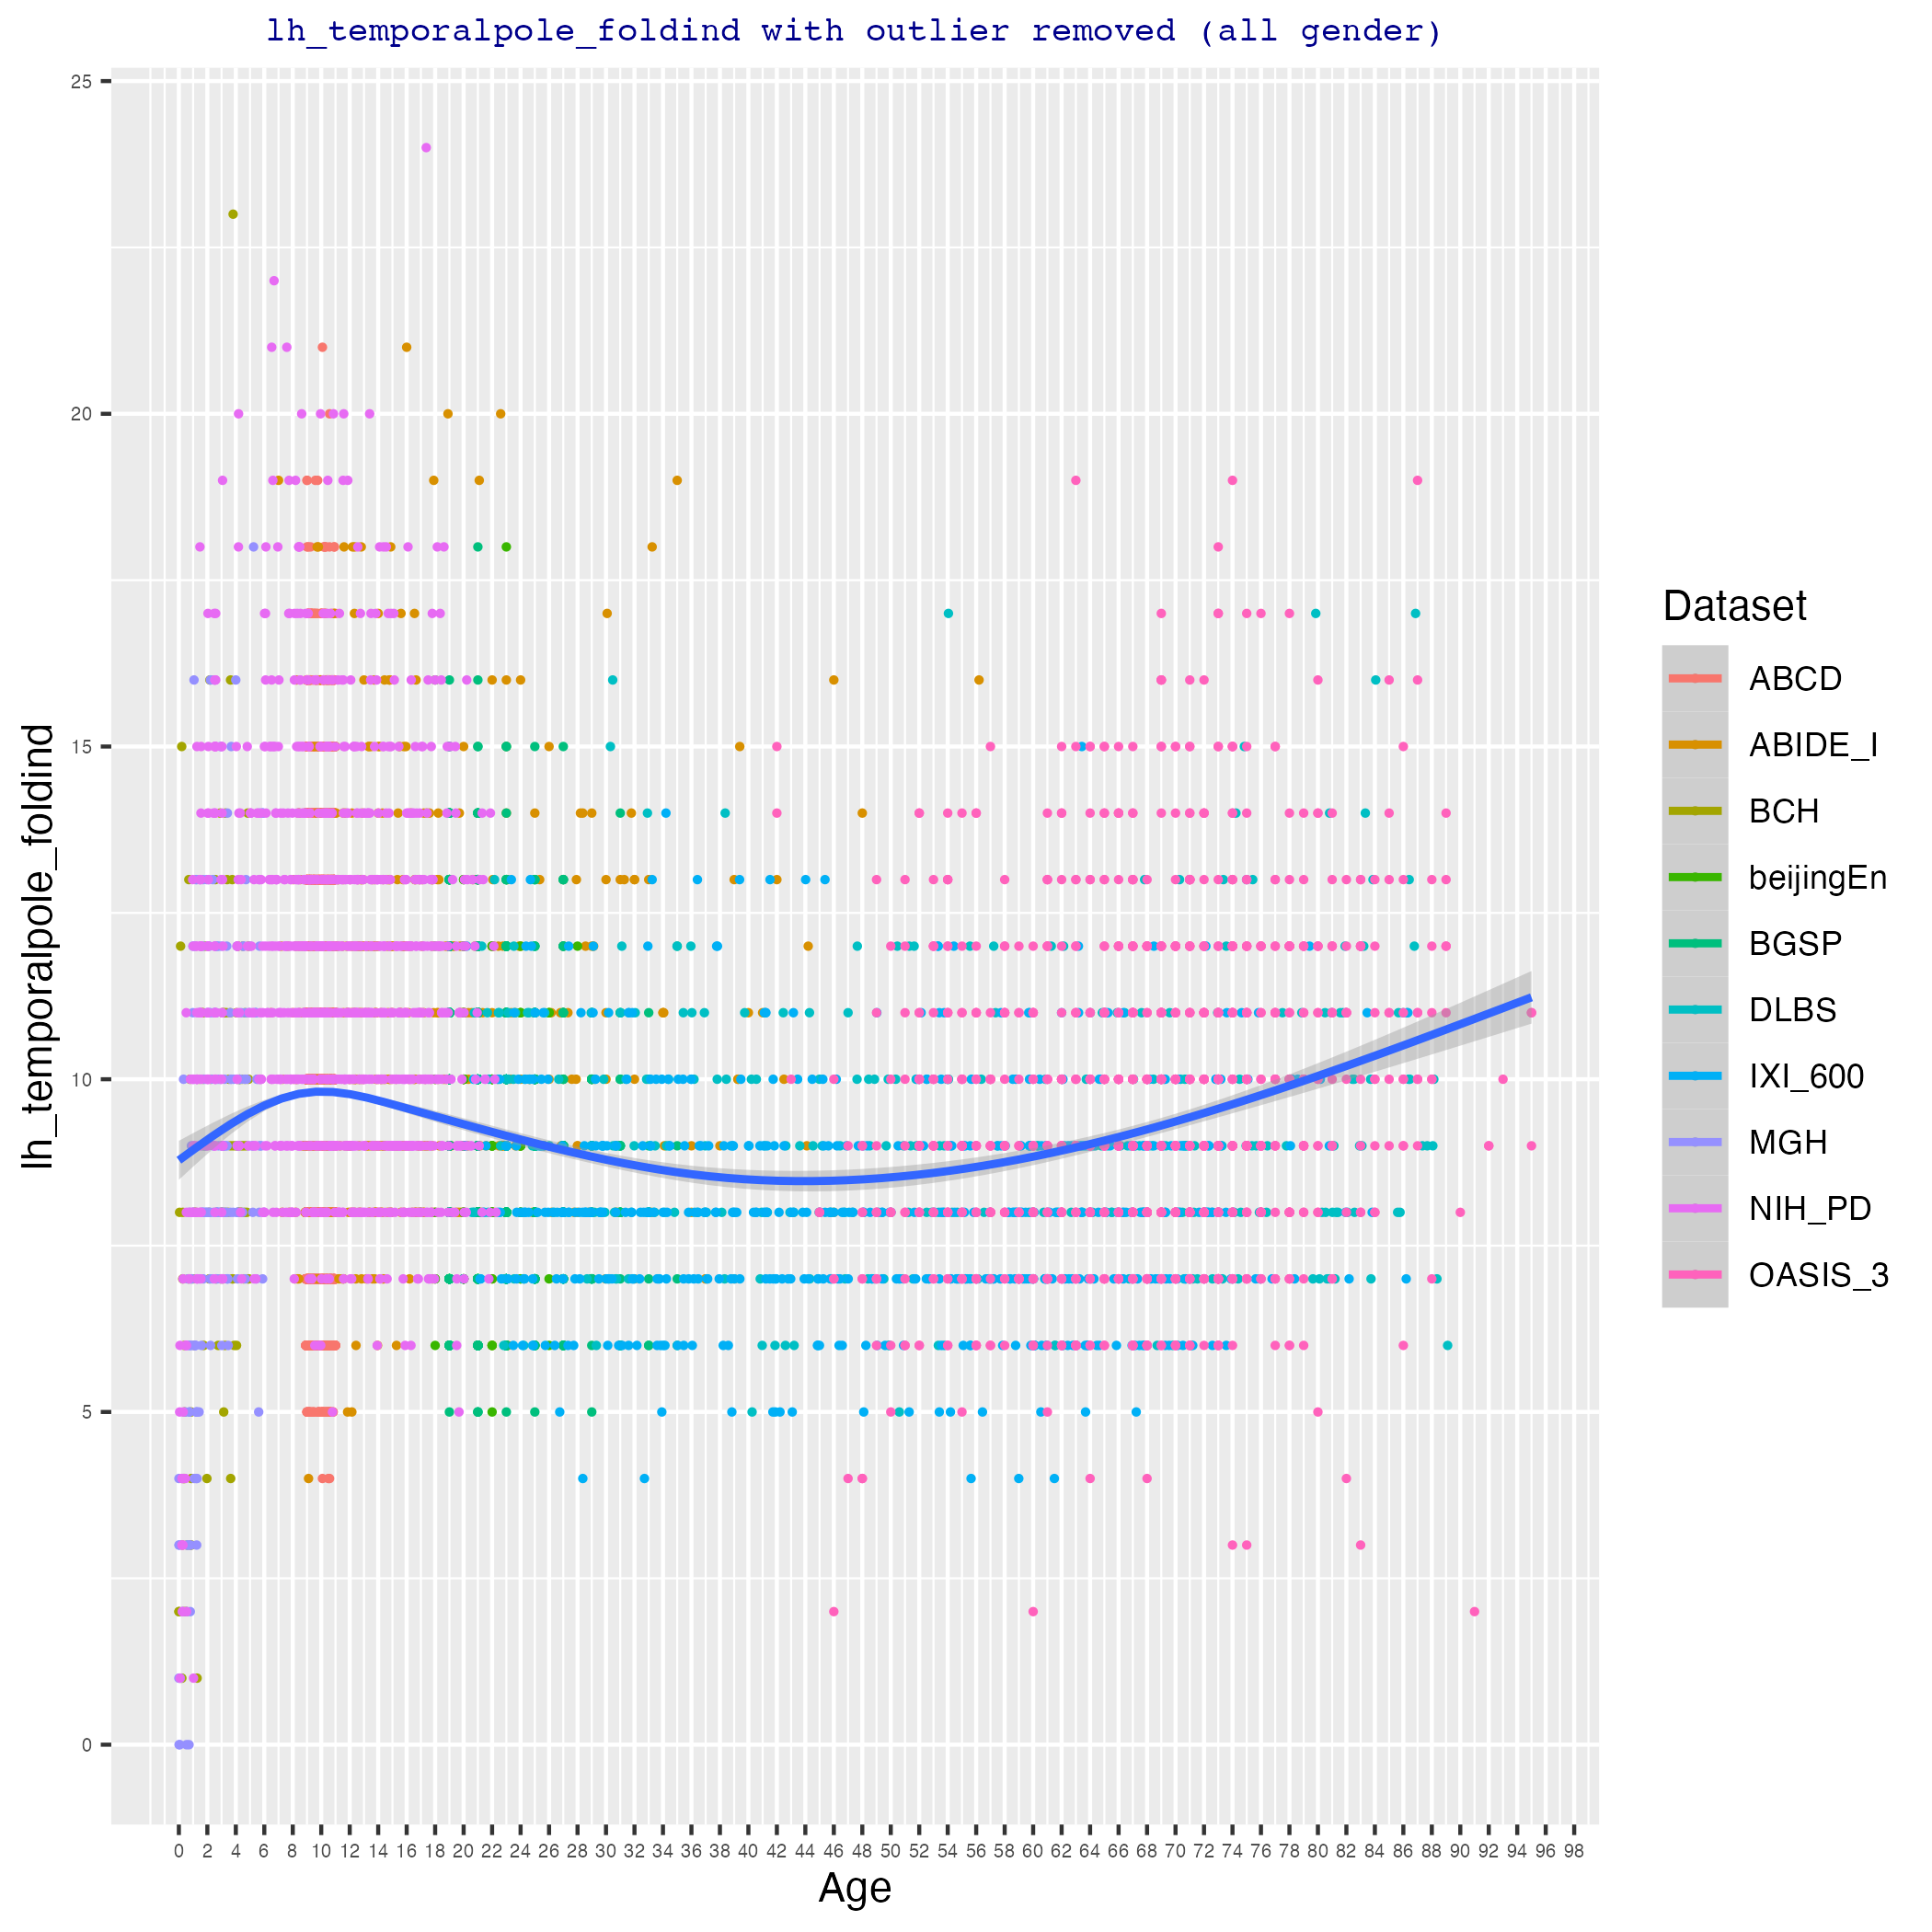 lh_temporalpole_foldind with outlier removed (all gender)
25
20
15
10
5
0
lh_temporalpole_foldind
0 2 4 6 8 10 12 14 16 18 20 22 24 26 28 30 32 34 36 38 40 42 44 46 48 50 52 54 56 58 60 62 64 66 68 70 72 74 76 78 80 82 84 86 88 90 92 94 96 98
Age
Dataset
ABCD
ABIDE_I
BCH
beijingEn
BGSP
DLBS
IXI_600
MGH
NIH_PD
OASIS_3